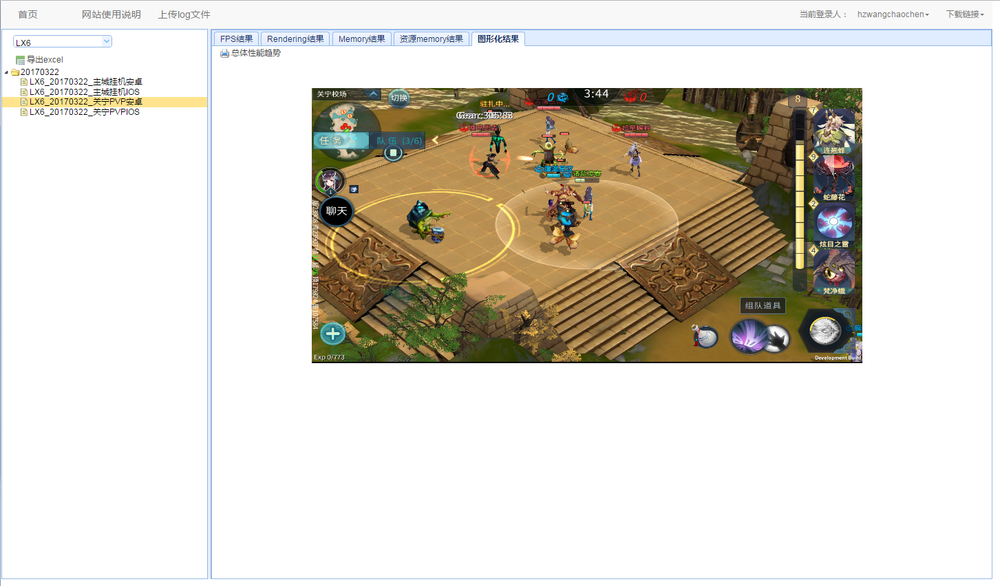 首页 网站使用说明 上传log文件 当前登录人： hzwangchaochen 下载链接
LX6
导出excel
20170322
LX6_20170322_主城挂机安卓
LX6_20170322_主城挂机IOS
LX6_20170322_关宁PVP安卓
LX6_20170322_关宁PVPIOS
FPS结果 Rendering结果 Memory结果 资源memory结果 图形化结果
总体性能趋势
关宁校场
切换
驻扎中...
0
3:44
0
8
任务
队伍 (3/6)
7
连翘蜂
9
蛇藤花
2
炫目之雷
4
梵净蛾
1
聊天
组队道具
Exp 0/773
Development Build